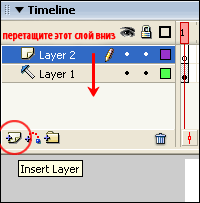 Timeline
перетащите этот слой вниз
1
Layer 2
Layer 1
Insert Layer